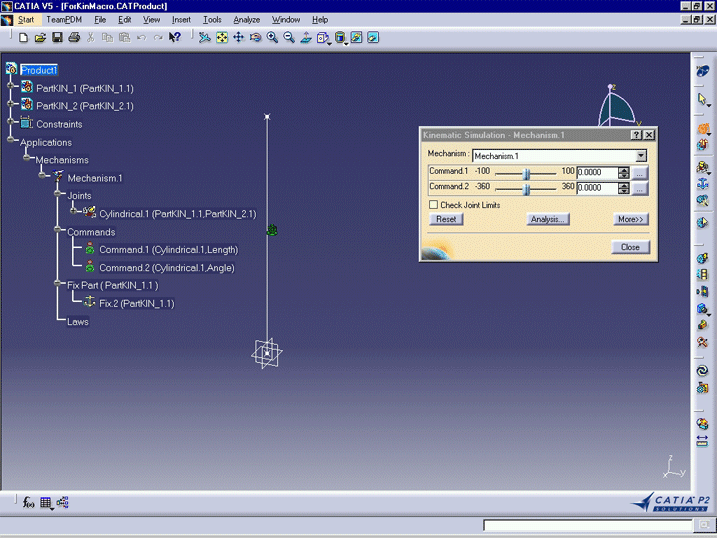 CATIA V5 - [ForKinMacro.CATProduct]
Start TeamPDM File Edit View Insert Tools Analyze Window Help
Product1
PartKIN_1 (PartKIN_1.1)
PartKIN_2 (PartKIN_2.1)
Constraints
Applications
Mechanisms
Mechanism.1
Joints
Cylindrical.1 (PartKIN_1.1,PartKIN_2.1)
Commands
Command.1 (Cylindrical.1,Length)
Command.2 (Cylindrical.1,Angle)
Fix Part ( PartKIN_1.1 )
Fix.2 (PartKIN_1.1)
Laws
z
y
Kinematic Simulation - Mechanism.1
Mechanism : Mechanism.1
Command.1 -100 100 0.0000 ...
Command.2 -360 360 0.0000 ...
Check Joint Limits
Reset Analysis... More>>
Close
z
x y
f(x)
CATIA P2
SOLUTIONS